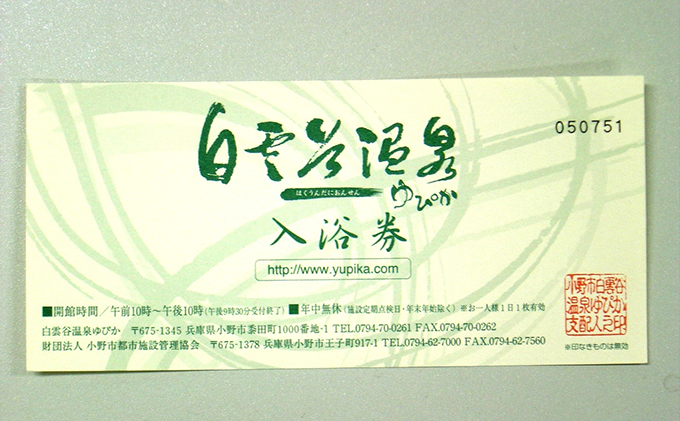 白雲谷温泉
はくうんだにおんせん
ゆぴか
入浴券
http://www.yupika.com
050751
■開館時間／午前10時～午後10時(午後9時30分受付終了) ■年中無休(施設定期点検日・年末年始除く) ※お一人様1日1枚有効
白雲谷温泉ゆぴか 〒675-1345 兵庫県小野市黍田町1000番地-1 TEL.0794-70-0261 FAX.0794-70-0262
財団法人 小野市都市施設管理協会 〒675-1378 兵庫県小野市王子町917-1 TEL.0794-62-7000 FAX.0794-62-7560
小野市白雲谷
温泉ゆぴか
支配人之印
※印なきものは無効